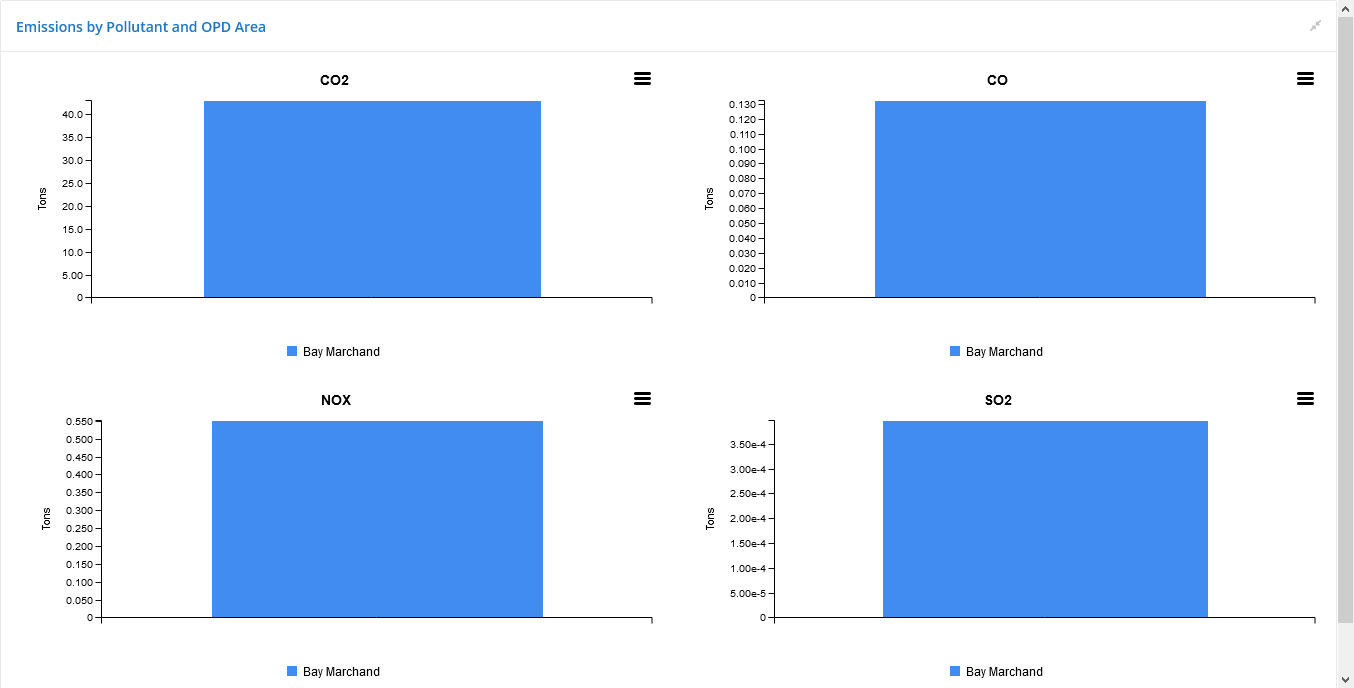 Emissions by Pollutant and OPD Area
CO2
40.0
35.0
30.0
25.0
20.0
15.0
10.0
5.00
0
Tons
Bay Marchand
CO
0.130
0.120
0.110
0.100
0.090
0.080
0.070
0.060
0.050
0.040
0.030
0.020
0.010
0
Tons
Bay Marchand
NOX
0.550
0.500
0.450
0.400
0.350
0.300
0.250
0.200
0.150
0.100
0.050
0
Tons
Bay Marchand
SO2
3.50e-4
3.00e-4
2.50e-4
2.00e-4
1.50e-4
1.00e-4
5.00e-5
0
Tons
Bay Marchand